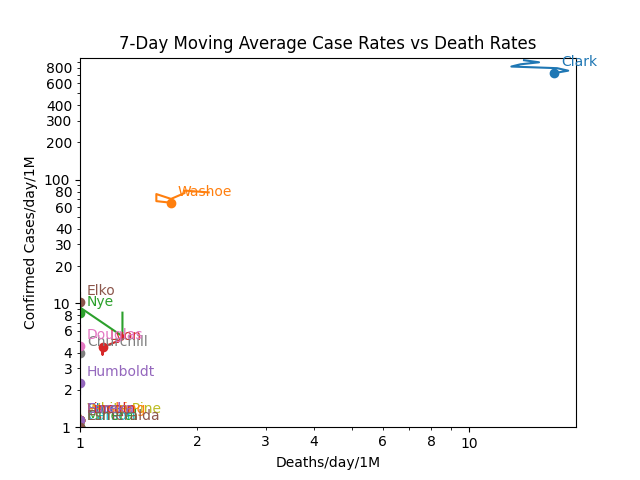 7-Day Moving Average Case Rates vs Death Rates
Clark
Washoe
Elko
Nye
Douglas
Lyon
Churchill
Humboldt
Pine
Confirmed Cases/day/1M
800
600
400
300
200
100
80
60
40
30
20
10
8
6
4
3
2
1
1
2
3
4
6
8
10
Deaths/day/1M